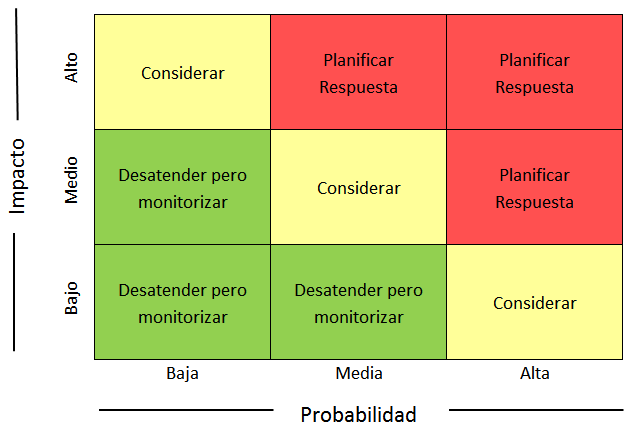 Impacto
Alto
Considerar
Planificar
Respuesta
Planificar
Respuesta
Medio
Desatender pero
monitorizar
Considerar
Planificar
Respuesta
Bajo
Desatender pero
monitorizar
Desatender pero
monitorizar
Considerar
Baja
Media
Alta
Probabilidad